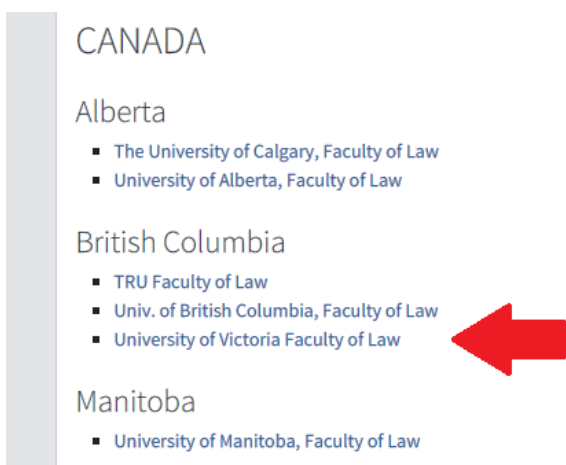 CANADA
Alberta
The University of Calgary, Faculty of Law
University of Alberta, Faculty of Law
British Columbia
TRU Faculty of Law
Univ. of British Columbia, Faculty of Law
University of Victoria Faculty of Law
Manitoba
University of Manitoba, Faculty of Law